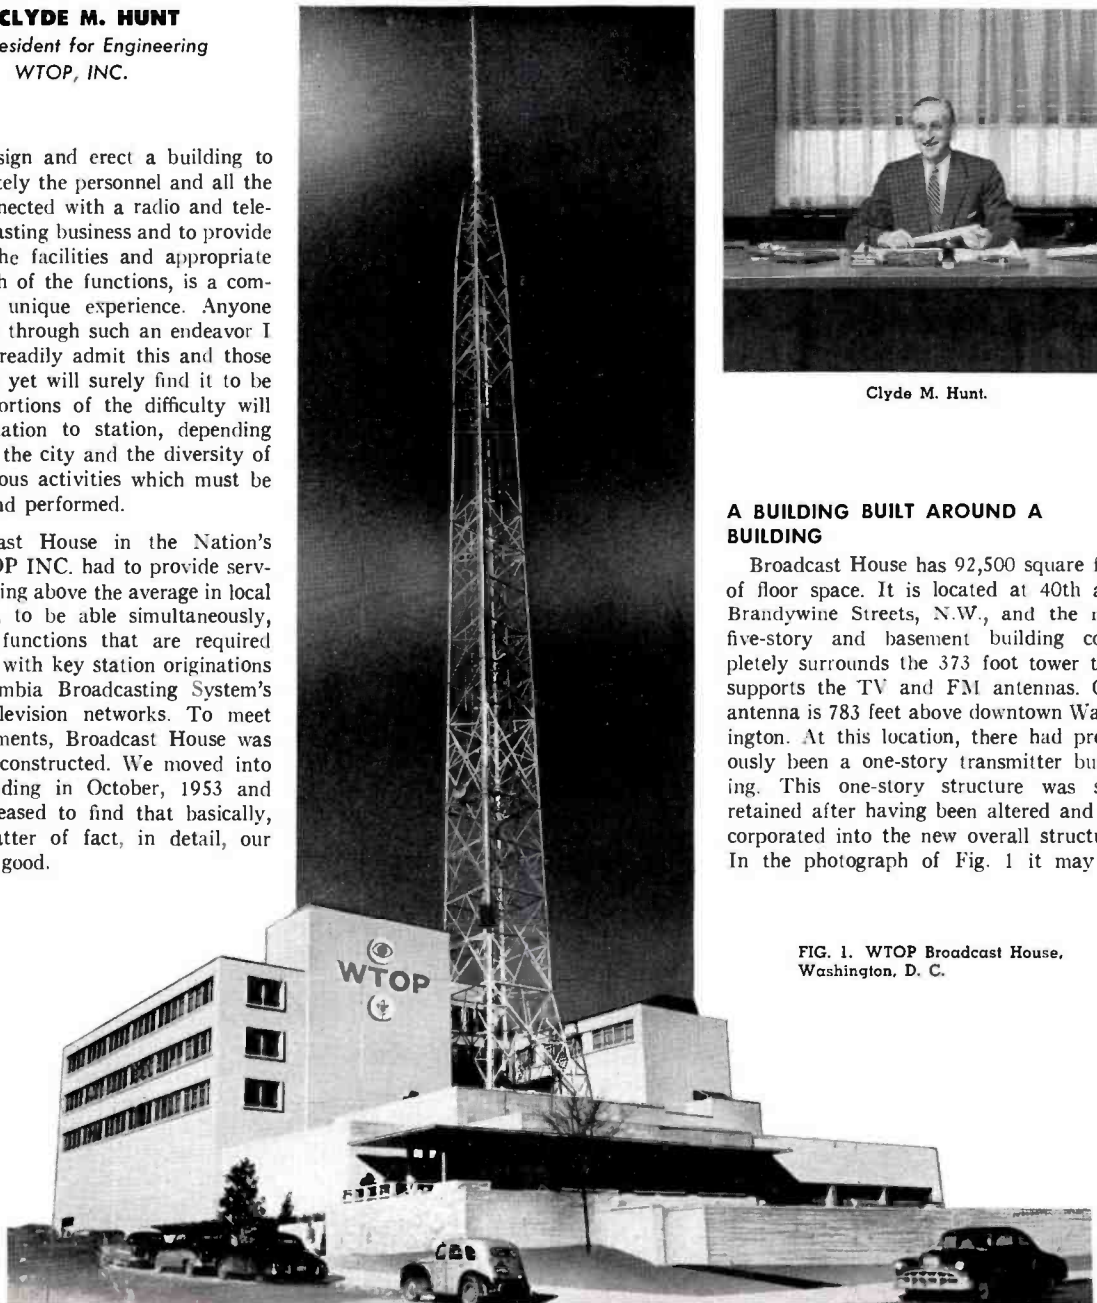 CLYDE M. HUNT
esident for Engineering
WTOP, INC.
sign and erect a building to
tely the personnel and all the
nected with a radio and tele-
asting business and to provide
he facilities and appropriate
h of the functions, is a com-
unique experience. Anyone
through such an endeavor I
readily admit this and those
yet will surely find it to be
ortions of the difficulty will
ation to station, depending
the city and the diversity of
ous activities which must be
nd performed.
ast House in the Nation's
OP INC. had to provide serv-
ing above the average in local
to be able simultaneously,
functions that are required
with key station originations
mbia Broadcasting System's
levision networks. To meet
ments, Broadcast House was
constructed. We moved into
ding in October, 1953 and
eased to find that basically,
atter of fact, in detail, our
good.
WTOP
Clyde M. Hunt.
A BUILDING BUILT AROUND A
BUILDING
Broadcast House has 92,500 square f
of floor space. It is located at 40th a
Brandywine Streets, N.W., and the n
five-story and basement building co
pletely surrounds the 373 foot tower t
supports the TV and FM antennas. O
antenna is 783 feet above downtown Wa
ington. At this location, there had pre
ously been a one-story transmitter bu
ing. This one-story structure was s
retained after having been altered and
corporated into the new overall structu
In the photograph of Fig. 1 it may
FIG. 1. WTOP Broadcast House,
Washington, D. C.